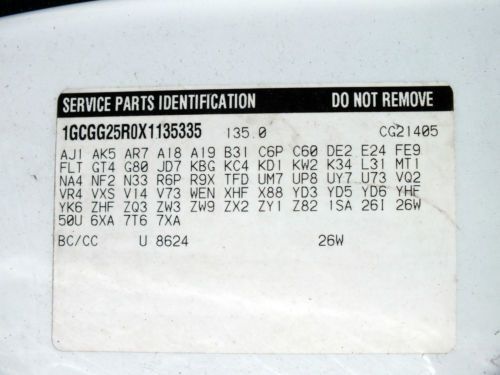 SERVICE PARTS IDENTIFICATION DO NOT REMOVE
1GCGG25R0X1135335 135.0 CG21405
AJ1 AK5 AR7 A18 A19 B31 C6P C60 DE2 E24 FE9
FLT GT4 G80 JD7 KBG KC4 KD1 KW2 K34 L31 MT1
NA4 NF2 N33 R6P R9X TFD UM7 UP8 UY7 U73 VQ2
VR4 VXS V14 V73 WEN XHF X88 YD3 YD5 YD6 YHF
YK6 ZHF ZQ3 ZW3 ZW9 ZX2 ZY1 Z82 1SA 26I 26W
50U 6XA 7T6 7XA
BC/CC U 8624 26W